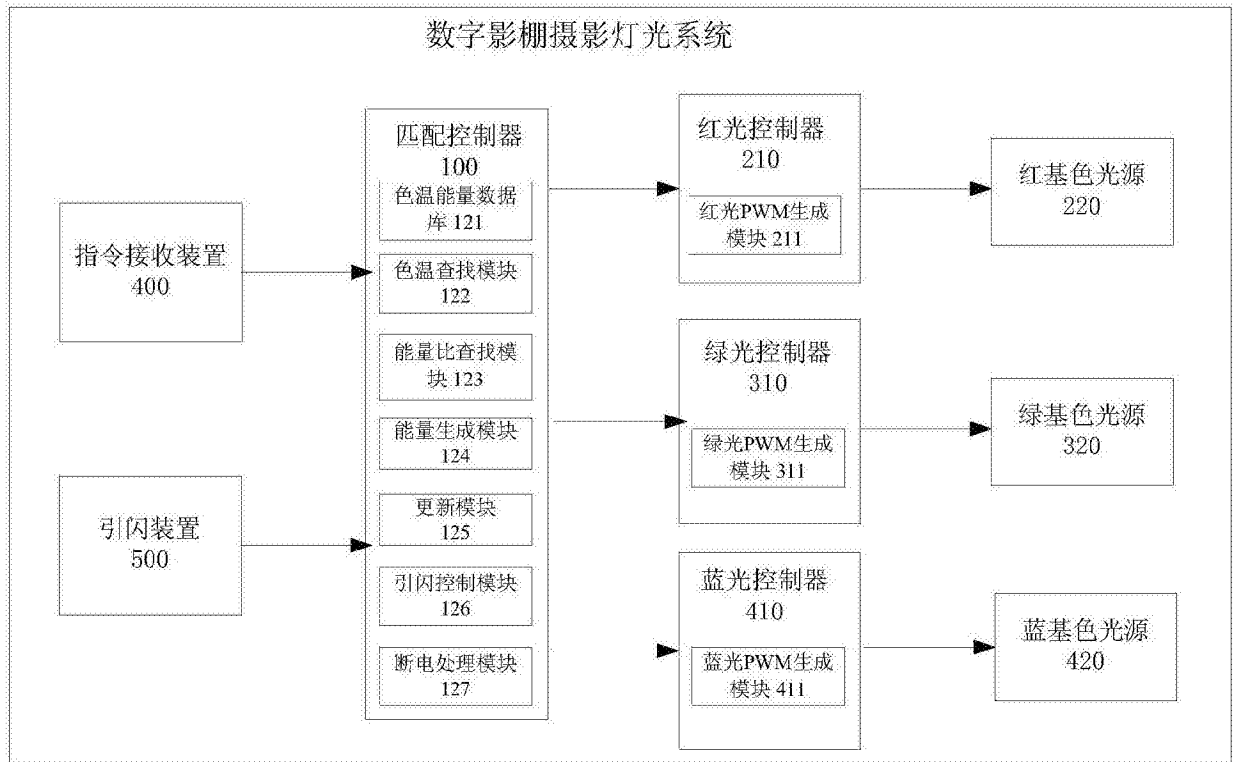 数字影棚摄影灯光系统
指令接收装置
400
引闪装置
500
匹配控制器
100
色温能量数据
库 121
色温查找模块
122
能量比查找模
块 123
能量生成模块
124
更新模块
125
引闪控制模块
126
断电处理模块
127
红光控制器
210
红光PWM生成
模块 211
绿光控制器
310
绿光PWM生成
模块 311
蓝光控制器
410
蓝光PWM生成
模块 411
红基色光源
220
绿基色光源
320
蓝基色光源
420